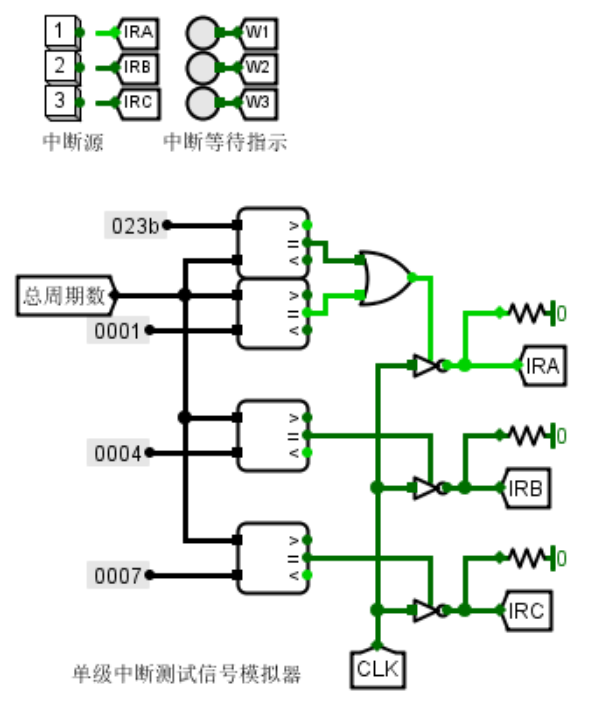 1 IRA W1
2 IRB W2
3 IRC W3
中断源 中断等待指示
023b > = <
总周期数 > = < 0
0001
IRA
> = < 0
0004
IRB
> = < 0
0007
IRC
单级中断测试信号模拟器 CLK